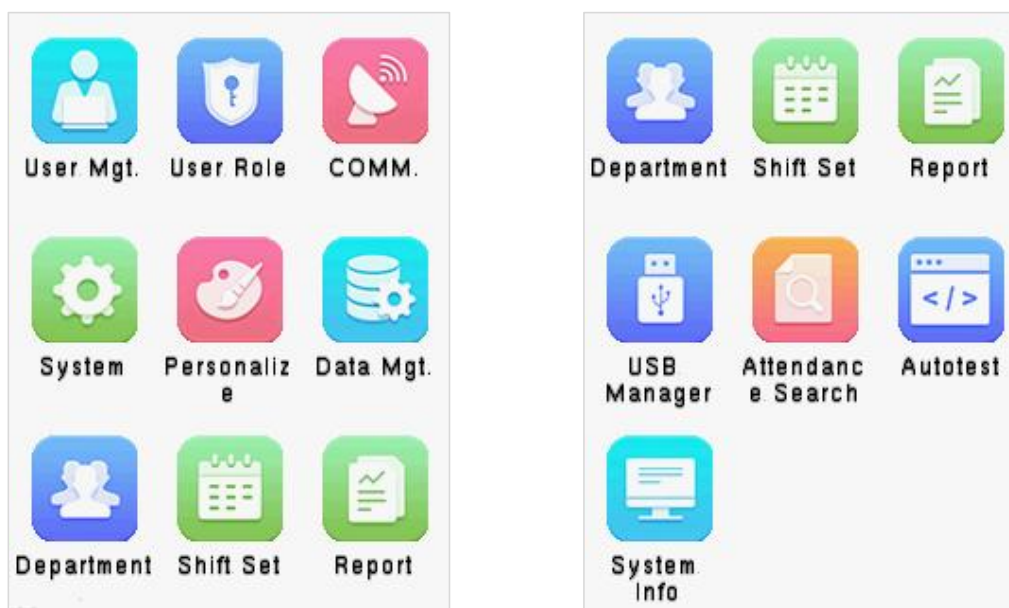 User Mgt.
User Role
COMM.
System
Personaliz
e
Data Mgt.
Department
Shift Set
Report
Department
Shift Set
Report
USB
Manager
Attendanc
e Search
</>
Autotest
System
Info